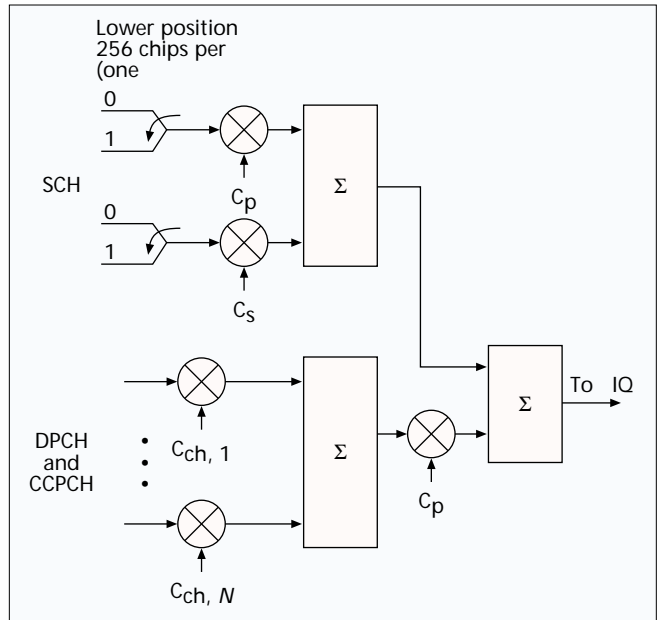 Lower position
256 chips per
(one
0
1
SCH
Cp
Σ
0
1
Cs
DPCH
and
CCPCH
Cch, 1
Cch, N
Σ
Cp
Σ
To IQ